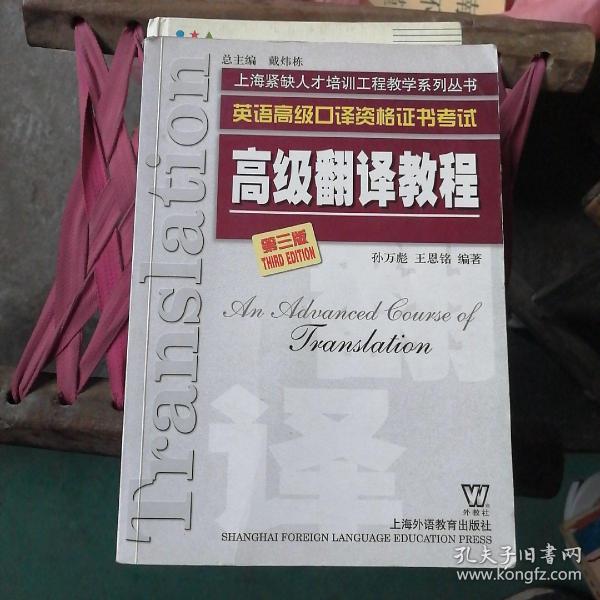 总主编 戴炜栋
上海紧缺人才培训工程教学系列丛书
英语高级口译资格证书考试
高级翻译教程
第三版
THIRD EDITION
孙万彪 王恩铭 编著
An Advanced Course of
Translation
Translation
翻
译
W
外教社
上海外语教育出版社
SHANGHAI FOREIGN LANGUAGE EDUCATION PRESS
孔夫子旧书网
www.kongfz.com